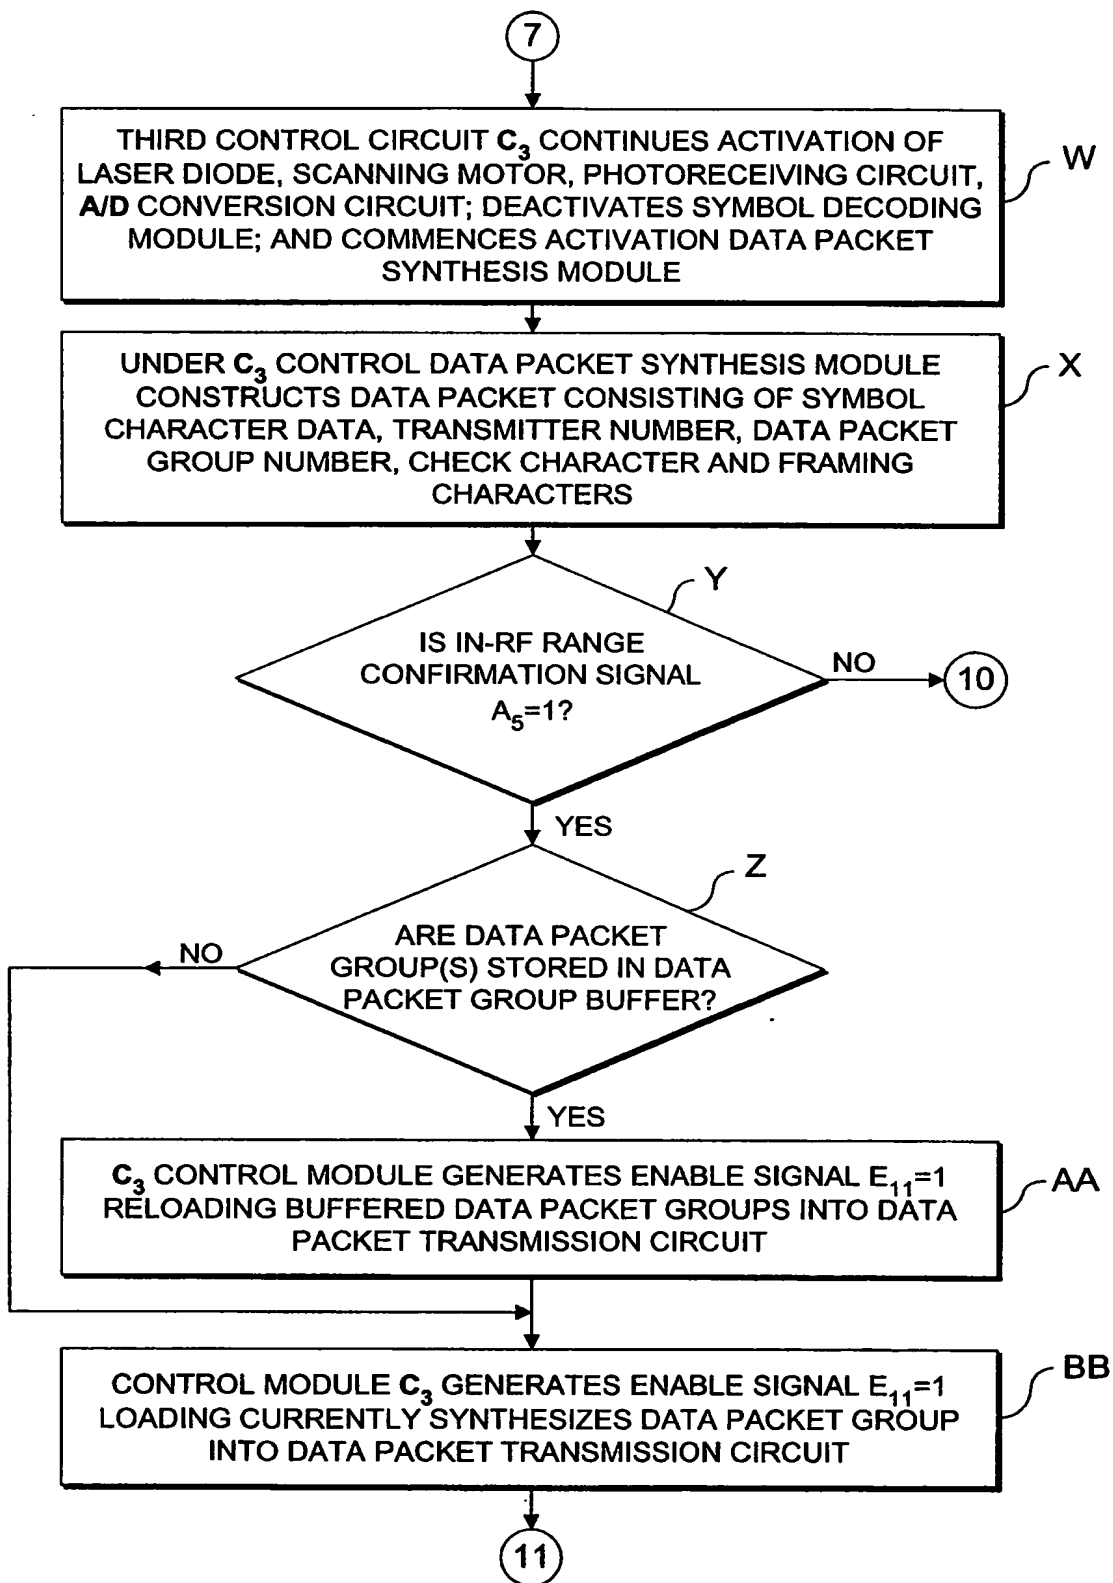 7
THIRD CONTROL CIRCUIT C3 CONTINUES ACTIVATION OF
LASER DIODE, SCANNING MOTOR, PHOTORECEIVING CIRCUIT,
A/D CONVERSION CIRCUIT; DEACTIVATES SYMBOL DECODING
MODULE; AND COMMENCES ACTIVATION DATA PACKET
SYNTHESIS MODULE
W
UNDER C3 CONTROL DATA PACKET SYNTHESIS MODULE
CONSTRUCTS DATA PACKET CONSISTING OF SYMBOL
CHARACTER DATA, TRANSMITTER NUMBER, DATA PACKET
GROUP NUMBER, CHECK CHARACTER AND FRAMING
CHARACTERS
X
IS IN-RF RANGE
CONFIRMATION SIGNAL
A5=1?
Y
NO
10
YES
ARE DATA PACKET
GROUP(S) STORED IN DATA
PACKET GROUP BUFFER?
Z
NO
YES
C3 CONTROL MODULE GENERATES ENABLE SIGNAL E11=1
RELOADING BUFFERED DATA PACKET GROUPS INTO DATA
PACKET TRANSMISSION CIRCUIT
AA
CONTROL MODULE C3 GENERATES ENABLE SIGNAL E11=1
LOADING CURRENTLY SYNTHESIZES DATA PACKET GROUP
INTO DATA PACKET TRANSMISSION CIRCUIT
BB
11